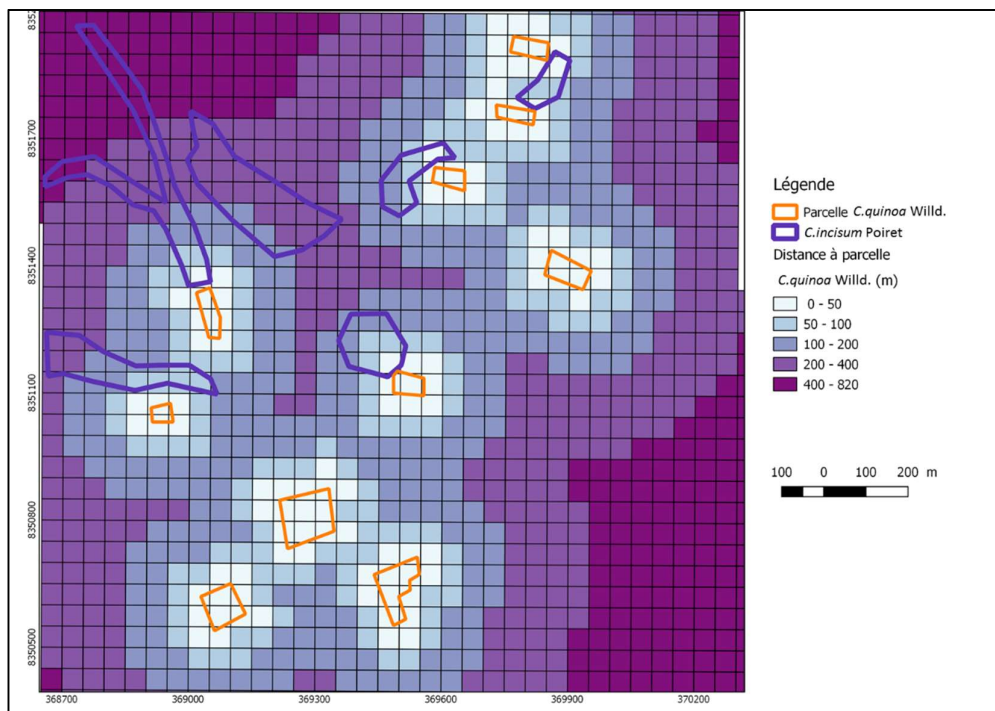 8352
8351700
8351400
8351100
8350800
8350500
368700 369000 369300 369600 369900 370200
Légende
Parcelle C.quinoa Willd.
C.incisum Poiret
Distance à parcelle
C.quinoa Willd. (m)
0 - 50
50 - 100
100 - 200
200 - 400
400 - 820
100 0 100 200 m